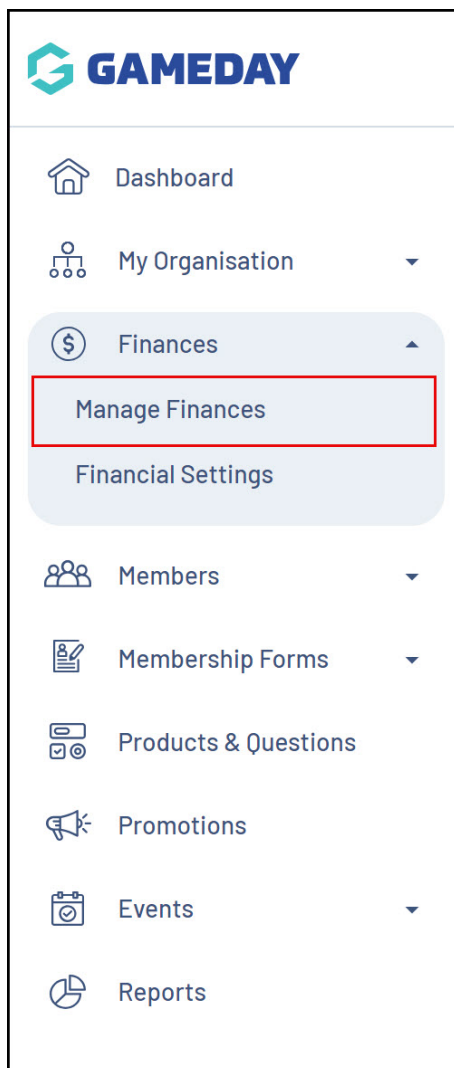 GAMEDAY
Dashboard
My Organisation
Finances
Manage Finances
Financial Settings
Members
Membership Forms
Products & Questions
Promotions
Events
Reports